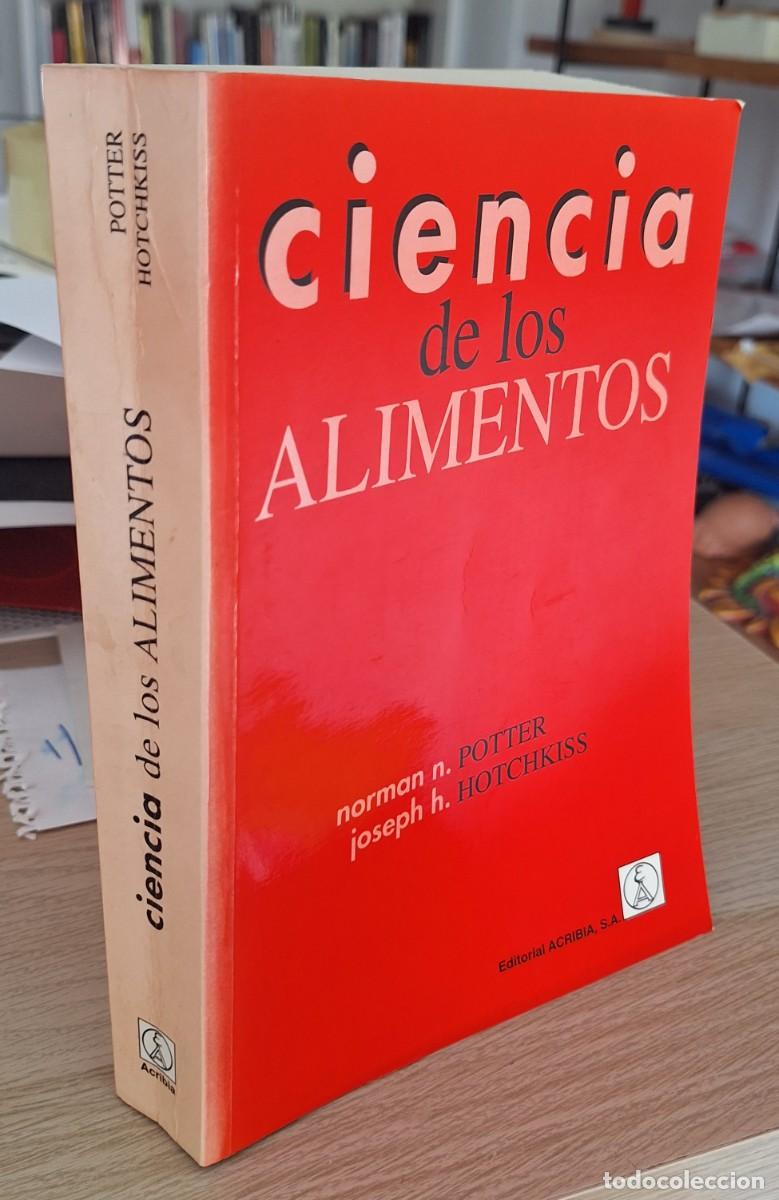 POTTER
HOTCHKISS
ciencia de los ALIMENTOS
Acribia
ciencia
de los
ALIMENTOS
norman n. POTTER
joseph h. HOTCHKISS
Editorial ACRIBIA, S.A.
todocoleccion